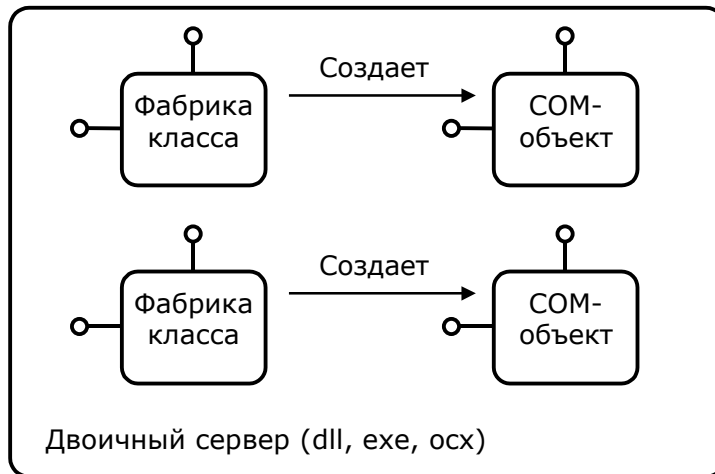 Создает
Фабрика
класса
COM-
объект
Создает
Фабрика
класса
COM-
объект
Двоичный сервер (dll, exe, ocx)